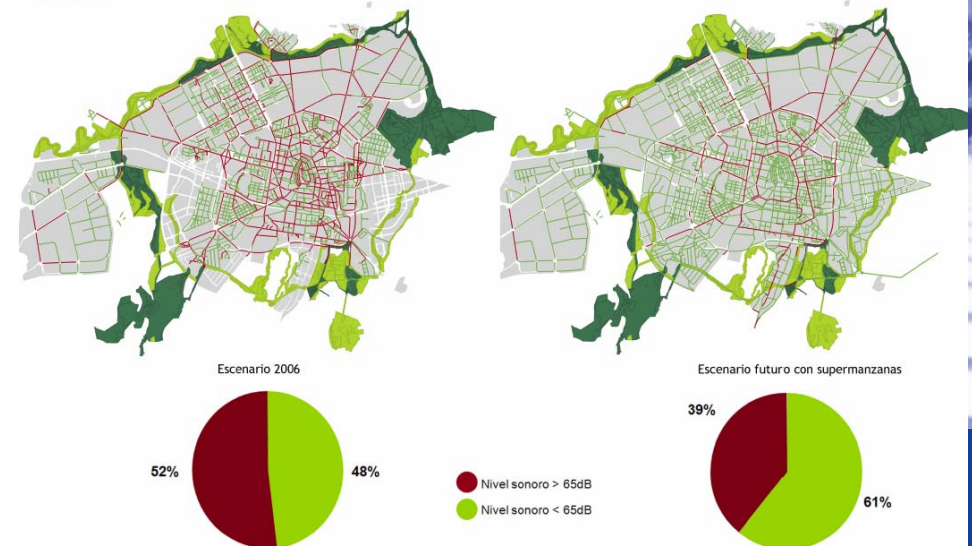 Escenario 2006
Escenario futuro con supermanzanas
52%
48%
Nivel sonoro > 65dB
Nivel sonoro < 65dB
39%
61%